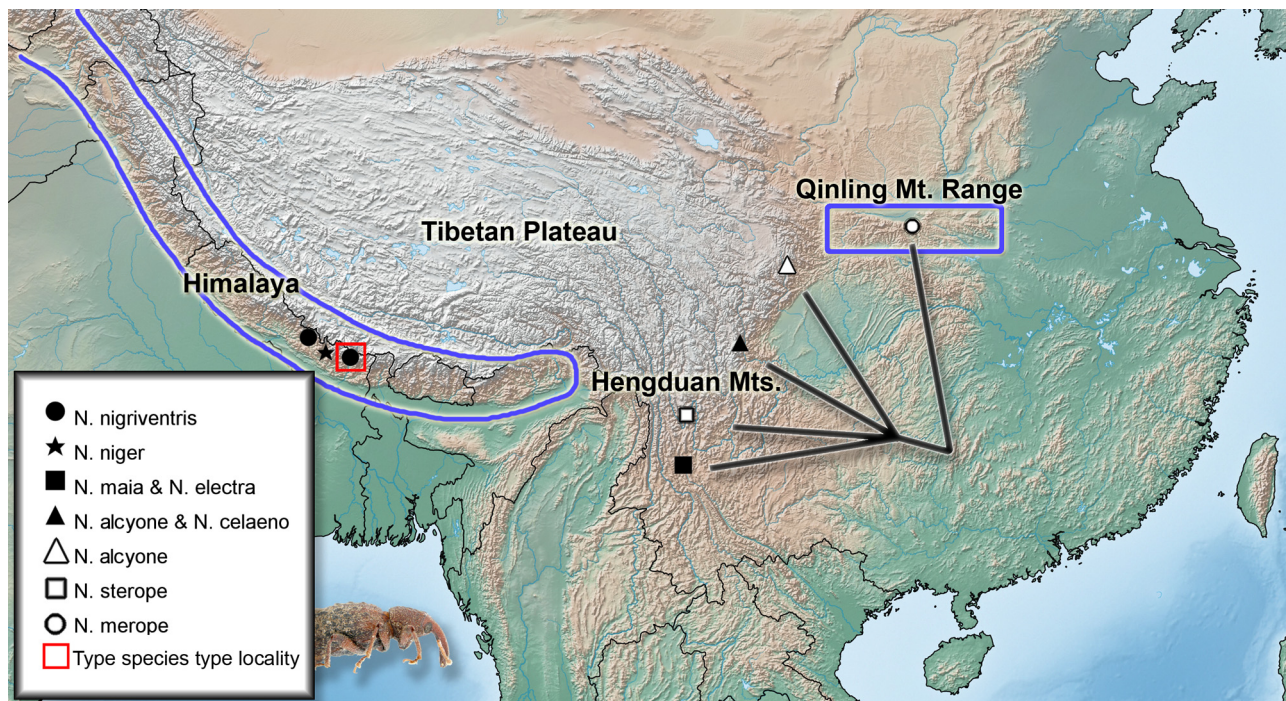 Qinling Mt. Range
Tibetan Plateau
Himalaya
Hengduan Mts.
N. nigriventris
N. niger
N. maia & N. electra
N. alcyone & N. celaeno
N. alcyone
N. sterope
N. merope
Type species type locality